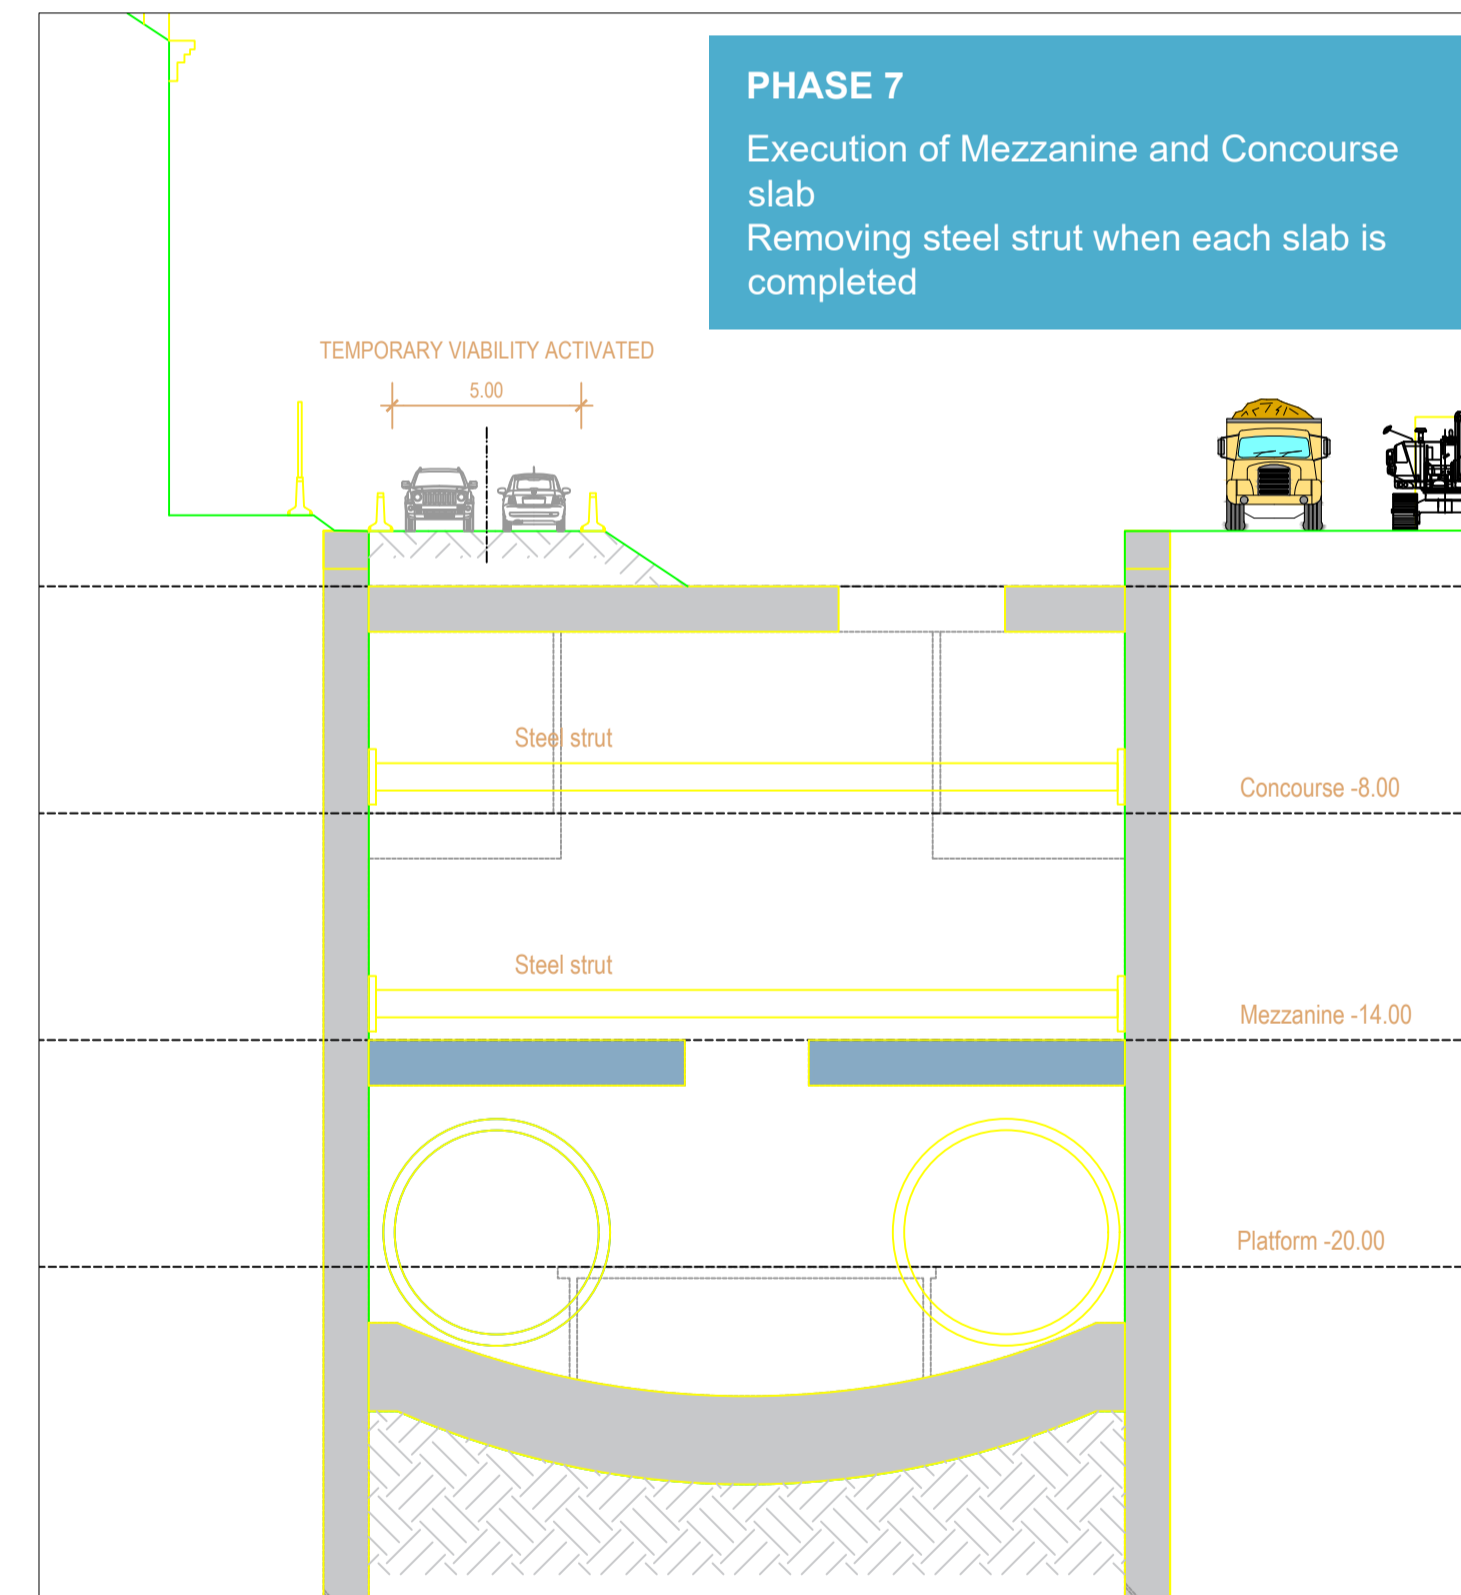 PHASE 7
Execution of Mezzanine and Concourse
slab
Removing steel strut when each slab is
completed
TEMPORARY VIABILITY ACTIVATED
5.00
Steel strut
Concourse -8.00
Steel strut
Mezzanine -14.00
Platform -20.00